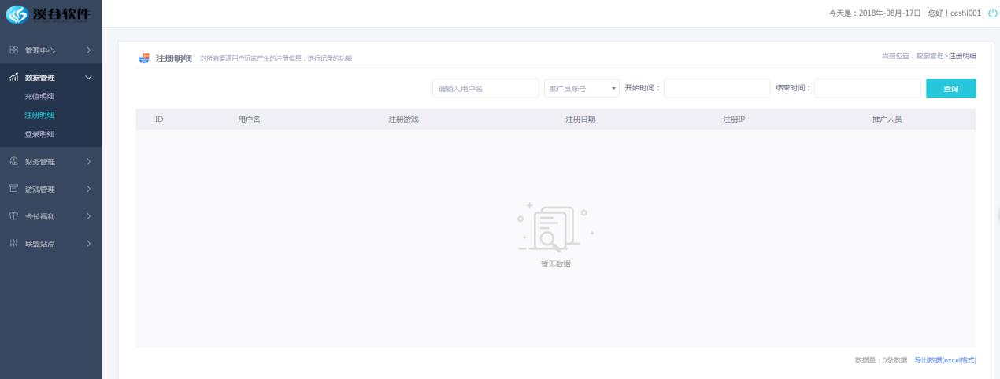 溪谷软件
今天是：2018年-08月-17日 您好！ceshi001
管理中心
数据管理
充值明细
注册明细
登录明细
财务管理
游戏管理
会长福利
联盟站点
注册明细 对所有渠道用户玩家产生的注册信息，进行记录的功能
当前位置：数据管理>注册明细
请输入用户名 推广员账号 开始时间： 结束时间： 查询
ID 用户名 注册游戏 注册日期 注册IP 推广人员
暂无数据
数据量：0条数据 导出数据(excel格式)